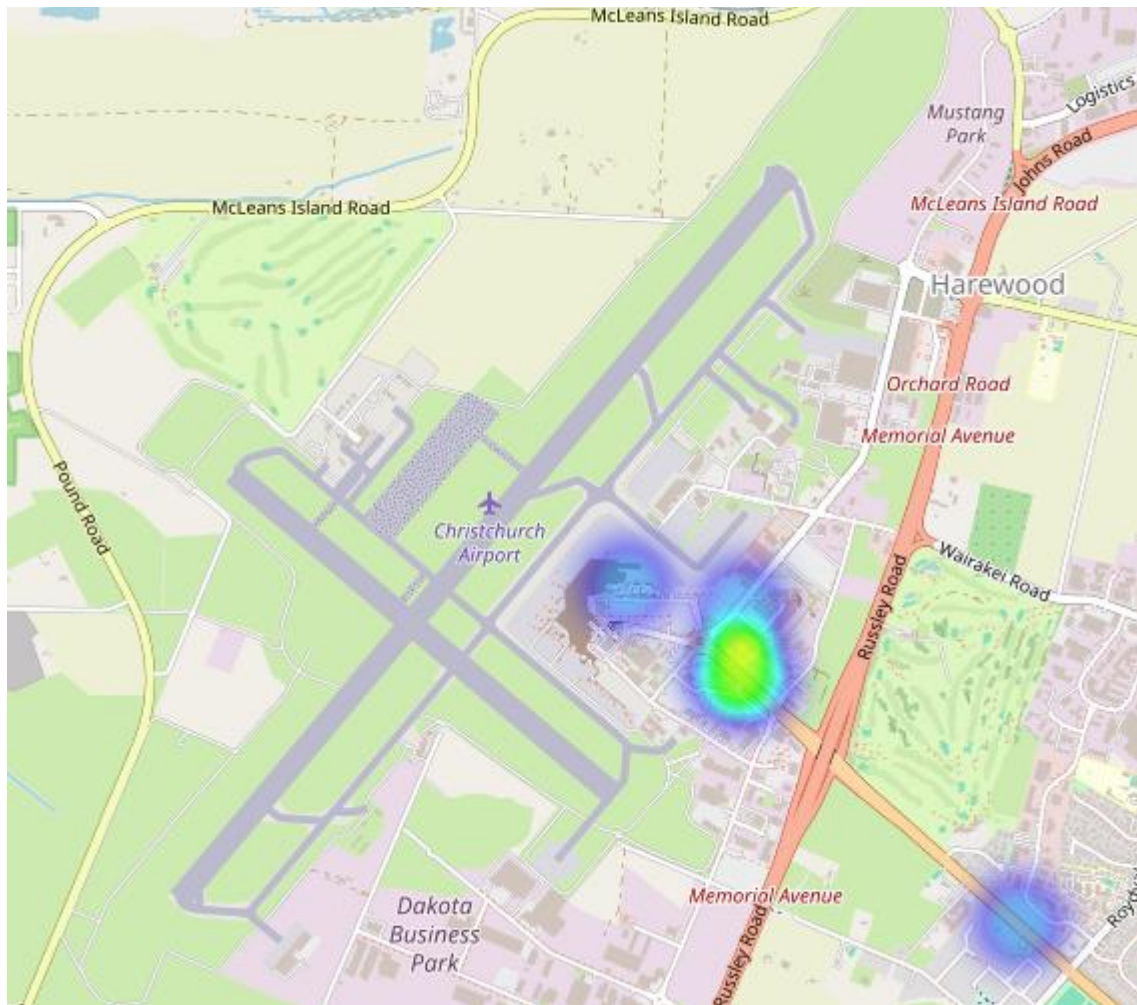 McLeans Island Road
Logistics
Mustang
Park
Johns Road
McLeans Island Road
McLeans Island Road
Harewood
Orchard Road
Memorial Avenue
Pound Road
Christchurch
Airport
Wairakei Road
Russley Road
Memorial Avenue
Dakota
Business
Park
Russley Road